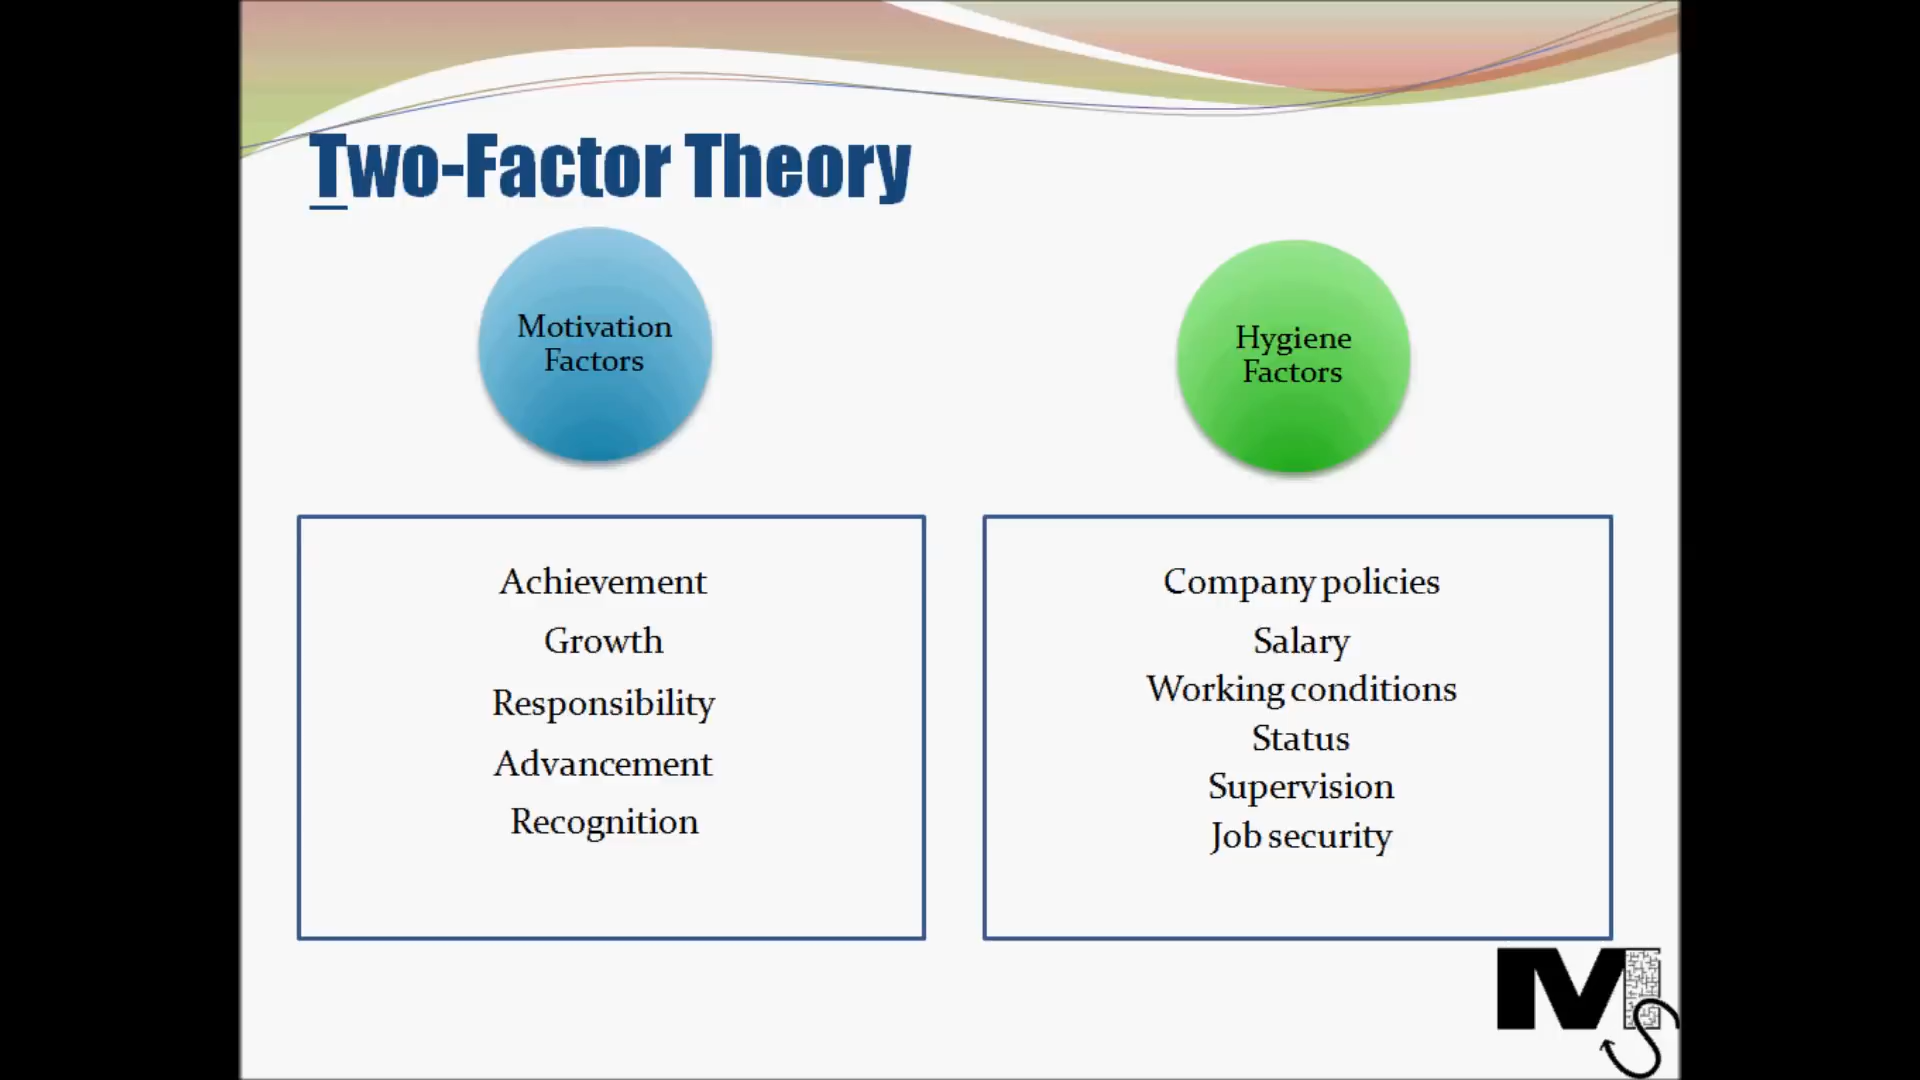 Two-Factor Theory
Motivation
Factors
Hygiene
Factors
Achievement
Growth
Responsibility
Advancement
Recognition
Company policies
Salary
Working conditions
Status
Supervision
Job security
M
S